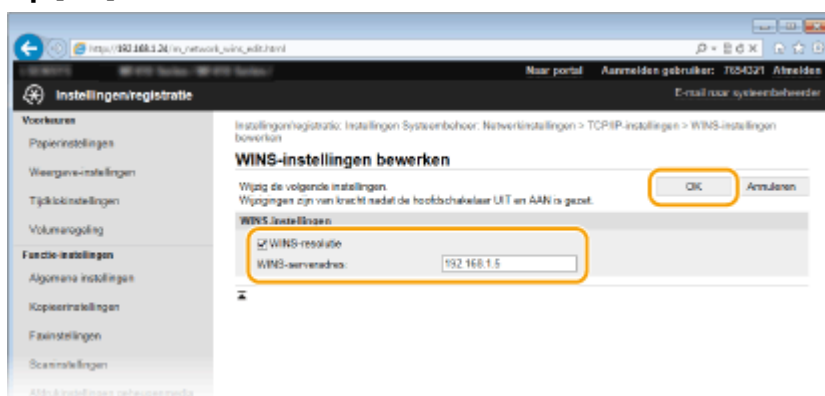 http://192.168.1.24/m_network_wins_edit.html
Naar portal Aanmelden gebruiker: 7654321 Afmelden
Instellingen/registratie
E-mail naar systeembeheerder
Voorkeuren
Papierinstellingen
Weergave-instellingen
Tijdklokinstellingen
Volumeregeling
Functie-instellingen
Algemene instellingen
Kopieerinstellingen
Faxinstellingen
Scaninstellingen
Instellingen/registratie: Instellingen Systeembeheer: Netwerkinstellingen > TCP/IP-instellingen > WINS-instellingen
bewerken
WINS-instellingen bewerken
Wijzig de volgende instellingen.
Wijzigingen zijn van kracht nadat de hoofdschakelaar UIT en AAN is gezet.
OK Annuleren
WINS-instellingen
WINS-resolutie
WINS-serveradres: 192.168.1.5